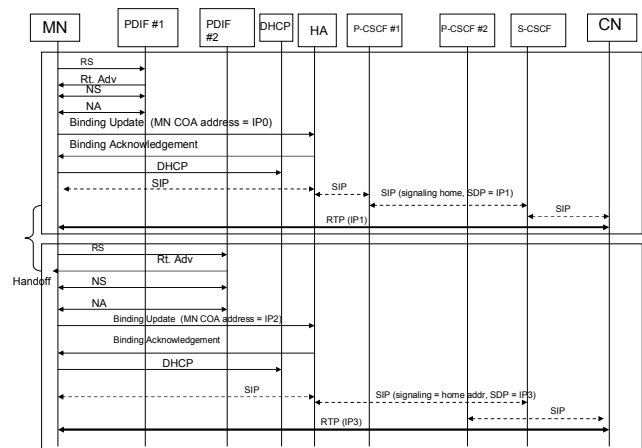 MN
PDIF #1
PDIF
#2
DHCP
HA
P-CSCF #1
P-CSCF #2
S-CSCF
CN
RS
Rt. Adv
NS
NA
Binding Update (MN COA address = IP0)
Binding Acknowledgement
DHCP
SIP
SIP
SIP (signaling home, SDP = IP1)
SIP
RTP (IP1)
Handoff
RS
Rt. Adv
NS
NA
Binding Update (MN COA address = IP2)
Binding Acknowledgement
DHCP
SIP
SIP (signaling = home addr, SDP = IP3)
SIP
RTP (IP3)